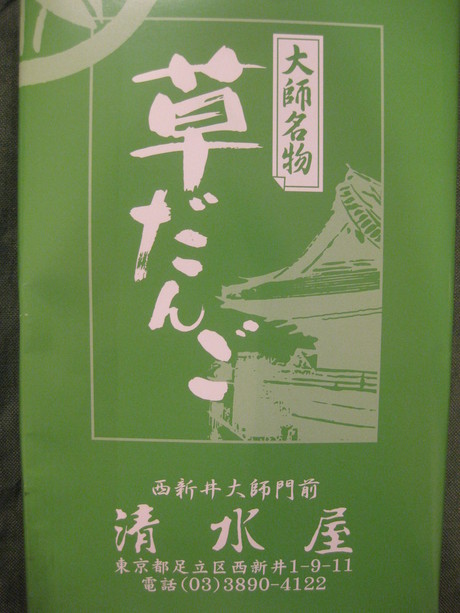 大師名物
草だんご
西新井大師門前
清水屋
東京都足立区西新井1-9-11
電話(03)3890-4122